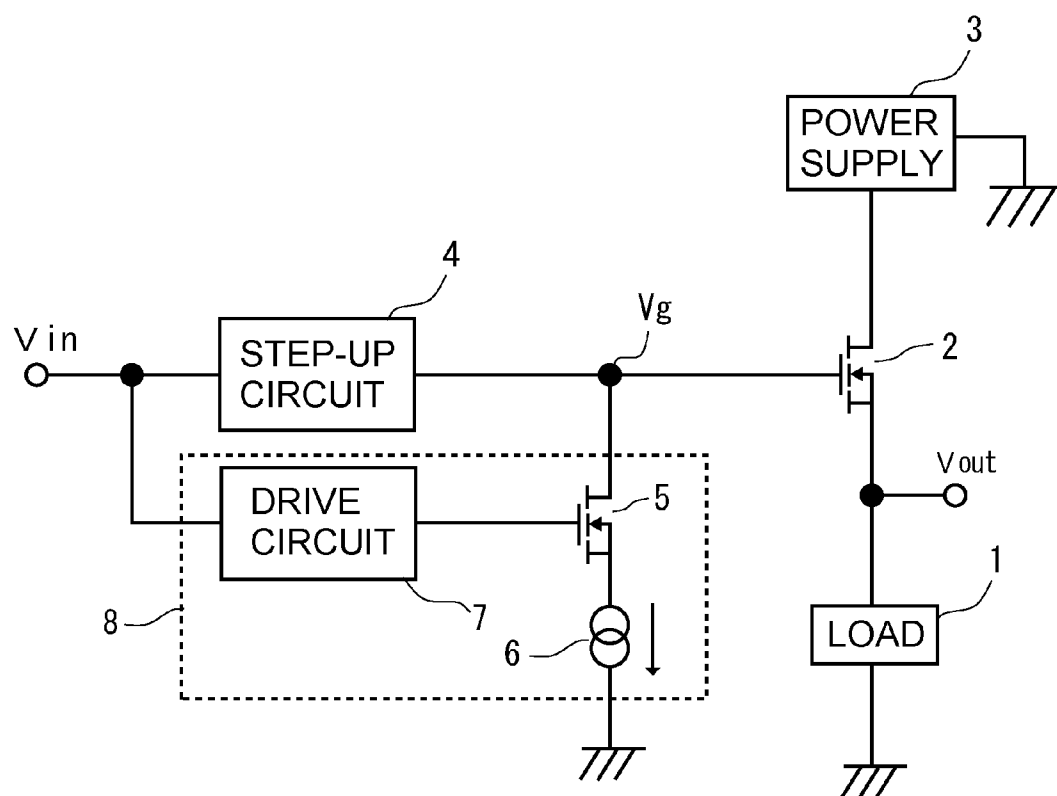 3
POWER
SUPPLY
4
Vg
Vin
STEP-UP
CIRCUIT
2
Vout
DRIVE
CIRCUIT
5
1
8
7
6
LOAD